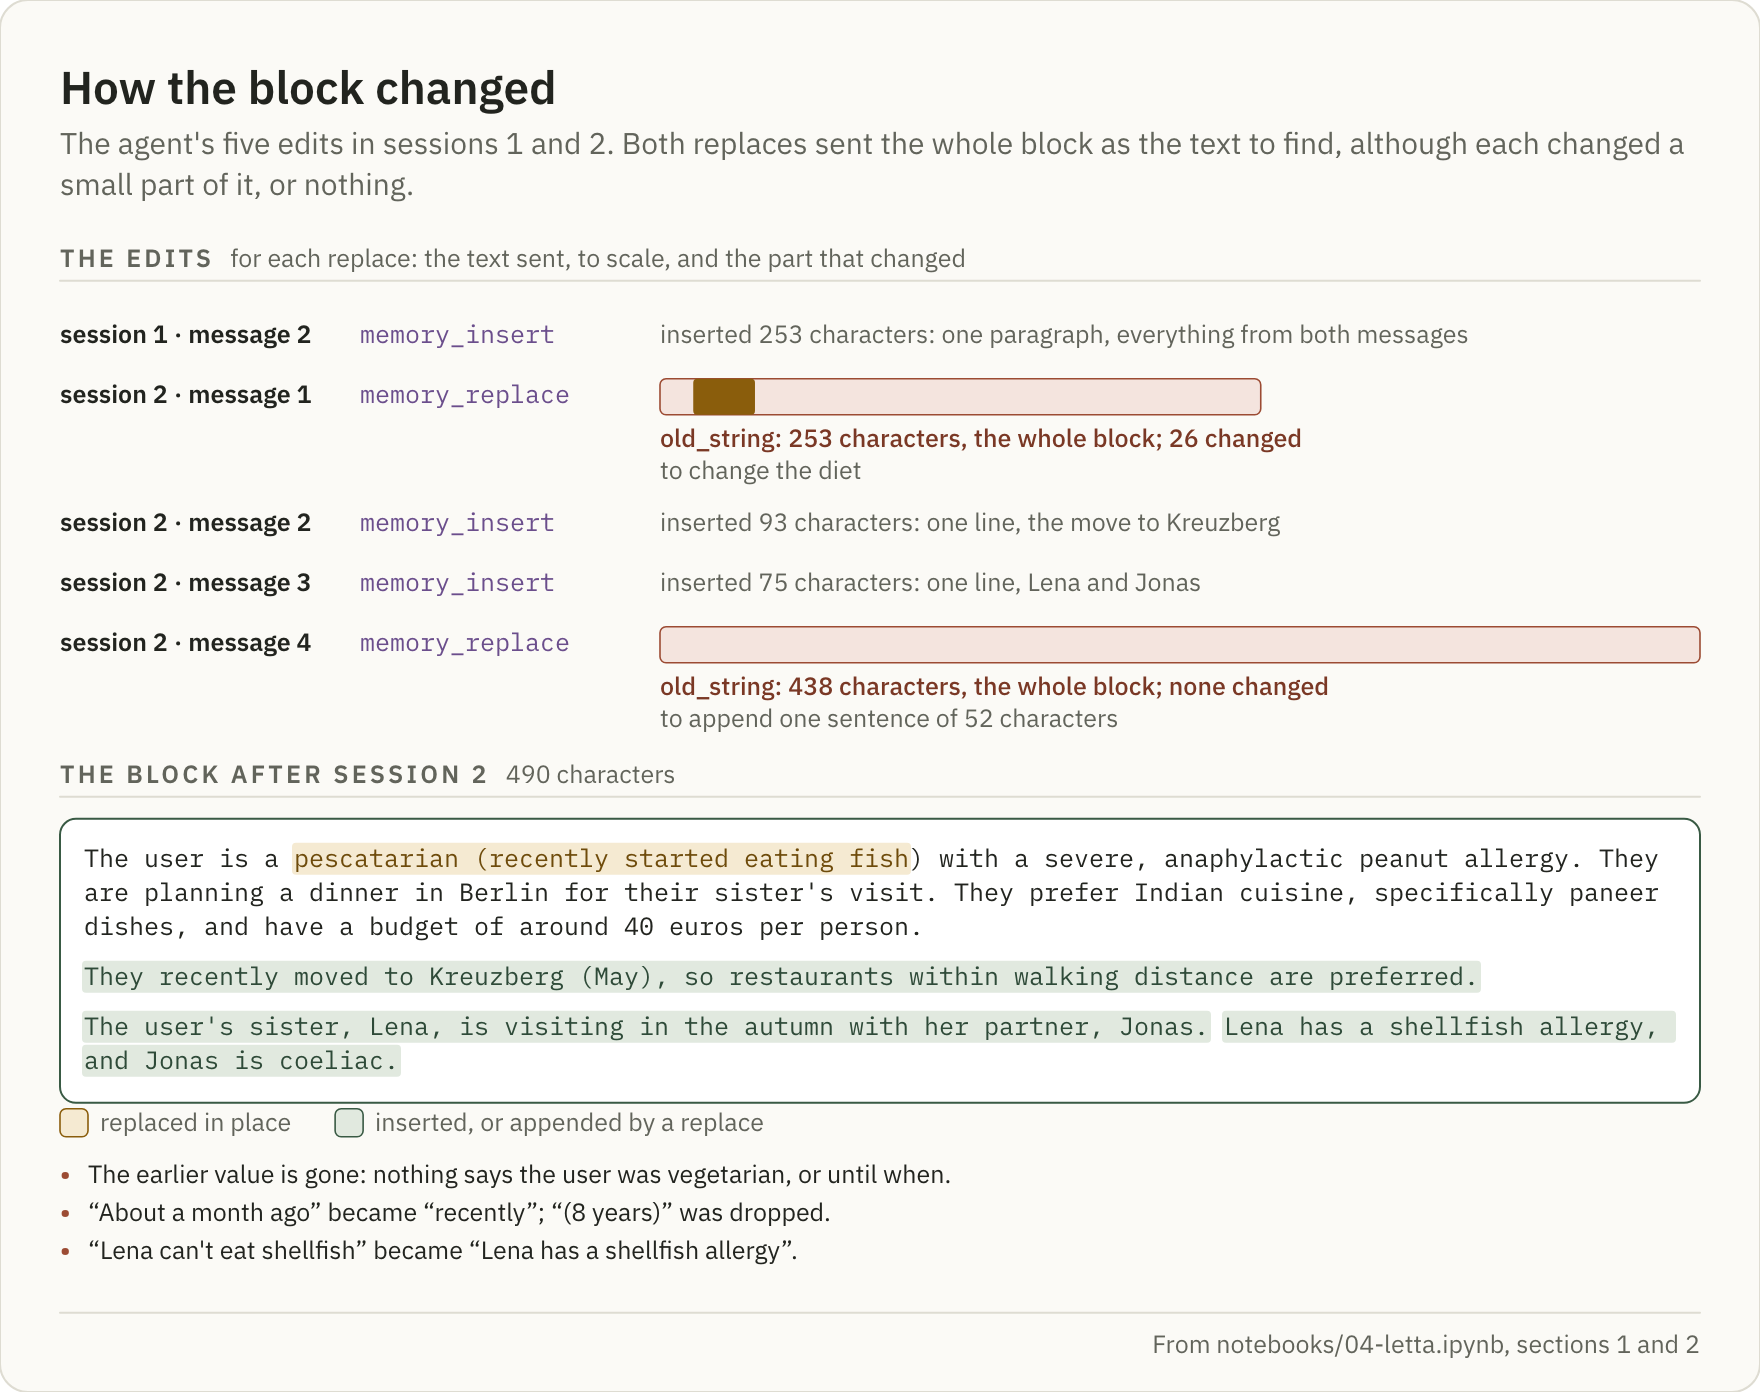 How the block changed
The agent's five edits in sessions 1 and 2. Both replaces sent the whole block as the text to find, although each changed a
small part of it, or nothing.
THE EDITS for each replace: the text sent, to scale, and the part that changed
session 1 · message 2 memory_insert inserted 253 characters: one paragraph, everything from both messages
session 2 · message 1 memory_replace
old_string: 253 characters, the whole block; 26 changed
to change the diet
session 2 · message 2 memory_insert inserted 93 characters: one line, the move to Kreuzberg
session 2 · message 3 memory_insert inserted 75 characters: one line, Lena and Jonas
session 2 · message 4 memory_replace
old_string: 438 characters, the whole block; none changed
to append one sentence of 52 characters
THE BLOCK AFTER SESSION 2 490 characters
The user is a pescatarian (recently started eating fish) with a severe, anaphylactic peanut allergy. They
are planning a dinner in Berlin for their sister's visit. They prefer Indian cuisine, specifically paneer
dishes, and have a budget of around 40 euros per person.
They recently moved to Kreuzberg (May), so restaurants within walking distance are preferred.
The user's sister, Lena, is visiting in the autumn with her partner, Jonas. Lena has a shellfish allergy,
and Jonas is coeliac.
replaced in place inserted, or appended by a replace
• The earlier value is gone: nothing says the user was vegetarian, or until when.
• “About a month ago” became “recently”; “(8 years)” was dropped.
• “Lena can't eat shellfish” became “Lena has a shellfish allergy”.
From notebooks/04-letta.ipynb, sections 1 and 2